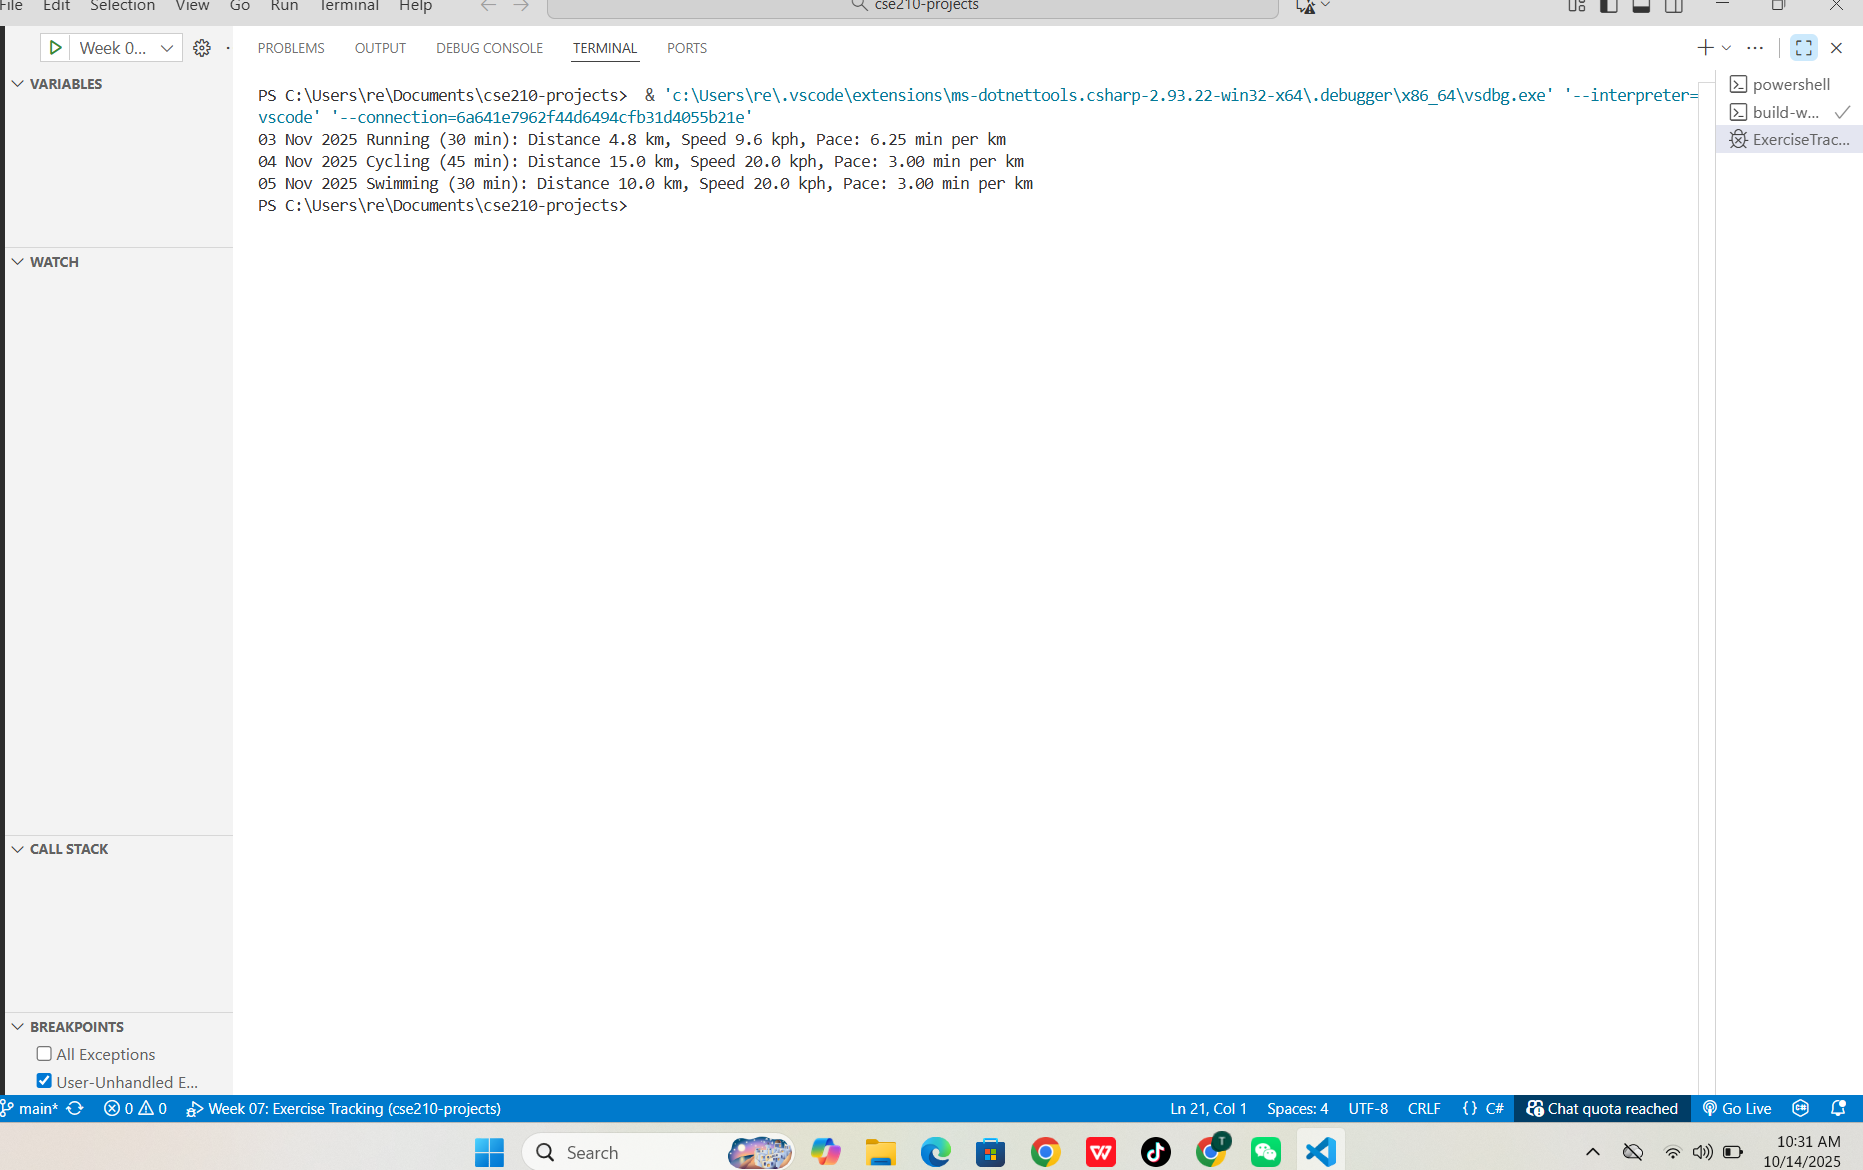 File Edit Selection View Go Run Terminal Help
cse210-projects
Week 0...
PROBLEMS OUTPUT DEBUG CONSOLE TERMINAL PORTS
VARIABLES
WATCH
CALL STACK
BREAKPOINTS
All Exceptions
User-Unhandled E...
PS C:\Users\re\Documents\cse210-projects>  & 'c:\Users\re\.vscode\extensions\ms-dotnettools.csharp-2.93.22-win32-x64\.debugger\x86_64\vsdbg.exe' '--interpreter=
vscode' '--connection=6a641e7962f44d6494cfb31d4055b21e'
03 Nov 2025 Running (30 min): Distance 4.8 km, Speed 9.6 kph, Pace: 6.25 min per km
04 Nov 2025 Cycling (45 min): Distance 15.0 km, Speed 20.0 kph, Pace: 3.00 min per km
05 Nov 2025 Swimming (30 min): Distance 10.0 km, Speed 20.0 kph, Pace: 3.00 min per km
PS C:\Users\re\Documents\cse210-projects>
powershell
build-w...
ExerciseTrac...
main* 0 0 Week 07: Exercise Tracking (cse210-projects) Ln 21, Col 1 Spaces: 4 UTF-8 CRLF {} C# Chat quota reached Go Live
Search
T
10:31 AM
10/14/2025